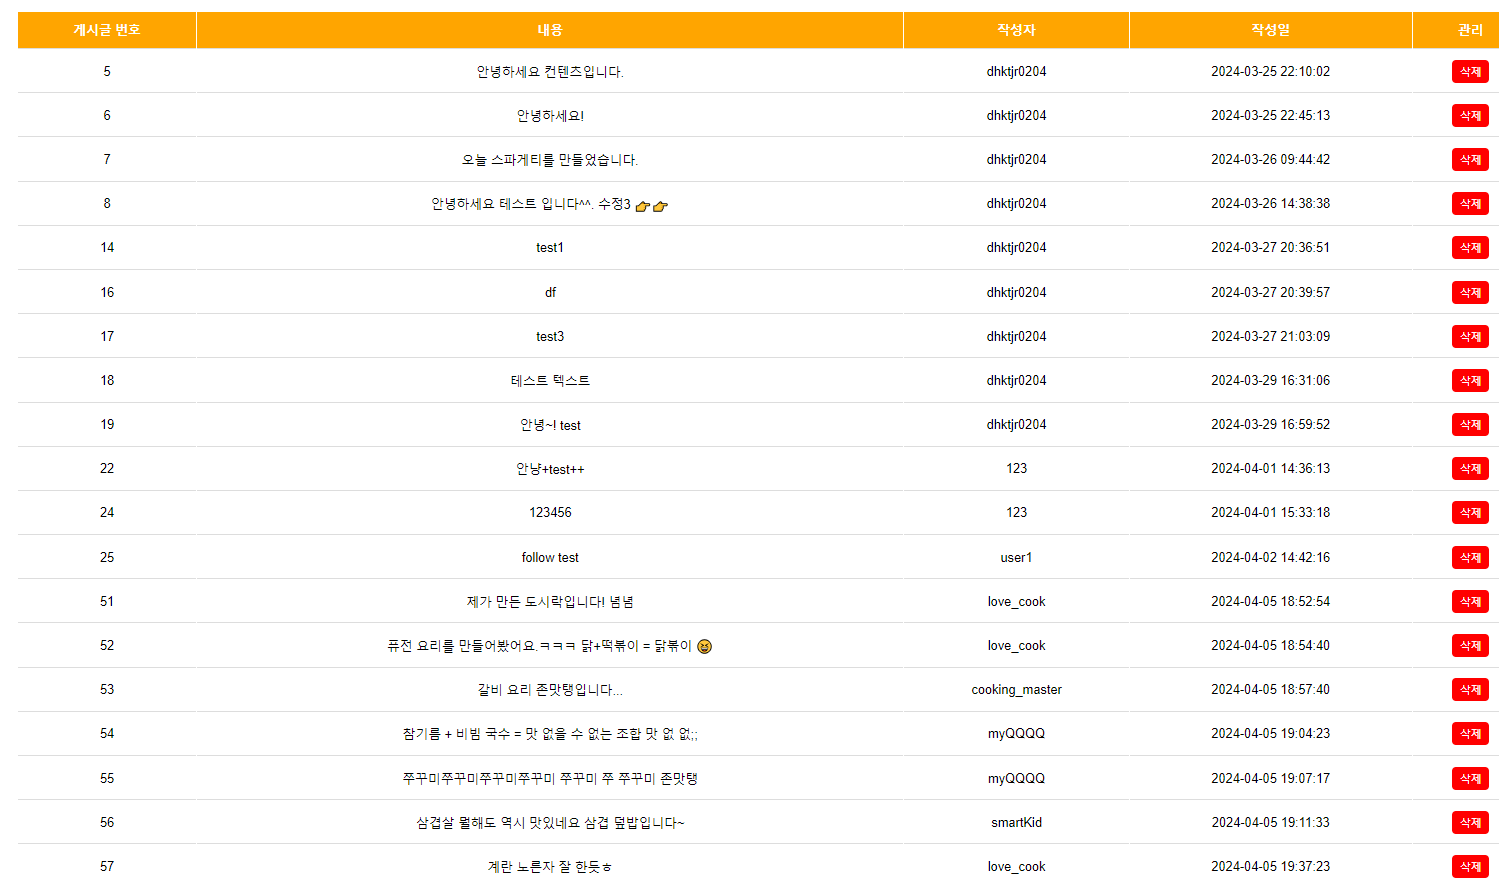 게시글 번호 내용 작성자 작성일 관리
5 안녕하세요 컨텐츠입니다. dhktjr0204 2024-03-25 22:10:02 삭제
6 안녕하세요! dhktjr0204 2024-03-25 22:45:13 삭제
7 오늘 스파게티를 만들었습니다. dhktjr0204 2024-03-26 09:44:42 삭제
8 안녕하세요 테스트 입니다^^. 수정3 👉👉 dhktjr0204 2024-03-26 14:38:38 삭제
14 test1 dhktjr0204 2024-03-27 20:36:51 삭제
16 df dhktjr0204 2024-03-27 20:39:57 삭제
17 test3 dhktjr0204 2024-03-27 21:03:09 삭제
18 테스트 텍스트 dhktjr0204 2024-03-29 16:31:06 삭제
19 안녕~! test dhktjr0204 2024-03-29 16:59:52 삭제
22 안냥+test++ 123 2024-04-01 14:36:13 삭제
24 123456 123 2024-04-01 15:33:18 삭제
25 follow test user1 2024-04-02 14:42:16 삭제
51 제가 만든 도시락입니다! 념념 love_cook 2024-04-05 18:52:54 삭제
52 퓨전 요리를 만들어봤어요.ㅋㅋㅋ 닭+떡볶이 = 닭볶이 😆 love_cook 2024-04-05 18:54:40 삭제
53 갈비 요리 존맛탱입니다... cooking_master 2024-04-05 18:57:40 삭제
54 참기름 + 비빔 국수 = 맛 없을 수 없는 조합 맛 없 없;; myQQQQ 2024-04-05 19:04:23 삭제
55 쭈꾸미쭈꾸미쭈꾸미쭈꾸미 쭈꾸미 쭈 쭈꾸미 존맛탱 myQQQQ 2024-04-05 19:07:17 삭제
56 삼겹살 뭘해도 역시 맛있네요 삼겹 덮밥입니다~ smartKid 2024-04-05 19:11:33 삭제
57 계란 노른자 잘 한듯ㅎ love_cook 2024-04-05 19:37:23 삭제